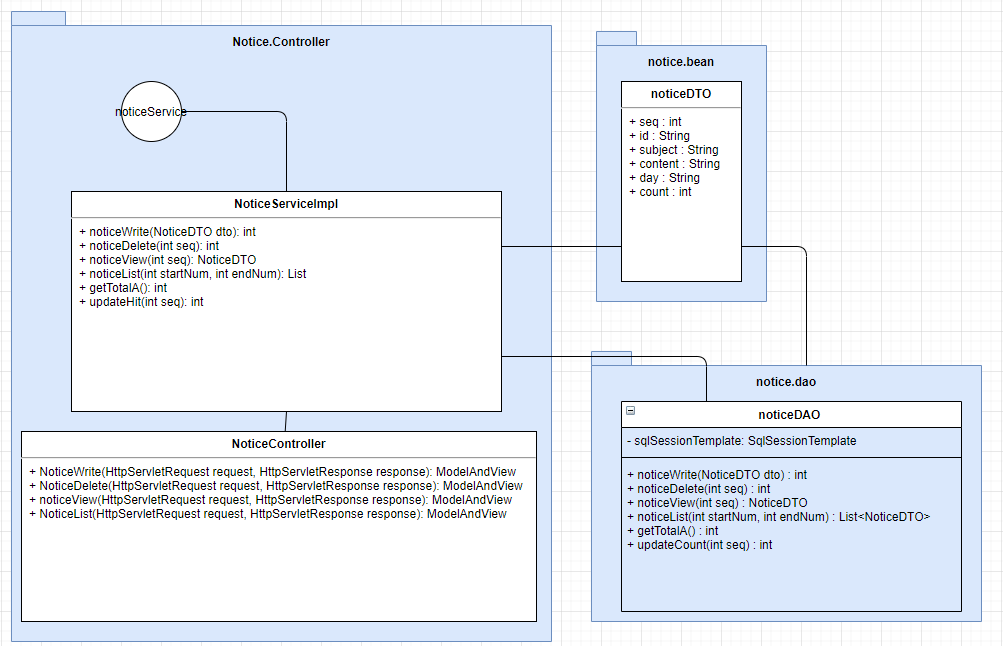 Notice.Controller
noticeService
NoticeServiceImpl
+ noticeWrite(NoticeDTO dto): int
+ noticeDelete(int seq): int
+ noticeView(int seq): NoticeDTO
+ noticeList(int startNum, int endNum): List
+ getTotalA(): int
+ updateHit(int seq): int
NoticeController
+ NoticeWrite(HttpServletRequest request, HttpServletResponse response): ModelAndView
+ NoticeDelete(HttpServletRequest request, HttpServletResponse response): ModelAndView
+ noticeView(HttpServletRequest request, HttpServletResponse response): ModelAndView
+ NoticeList(HttpServletRequest request, HttpServletResponse response): ModelAndView
notice.bean
noticeDTO
+ seq : int
+ id : String
+ subject : String
+ content : String
+ day : String
+ count : int
notice.dao
noticeDAO
- sqlSessionTemplate: SqlSessionTemplate
+ noticeWrite(NoticeDTO dto) : int
+ noticeDelete(int seq) : int
+ noticeView(int seq) : NoticeDTO
+ noticeList(int startNum, int endNum) : List<NoticeDTO>
+ getTotalA() : int
+ updateCount(int seq) : int